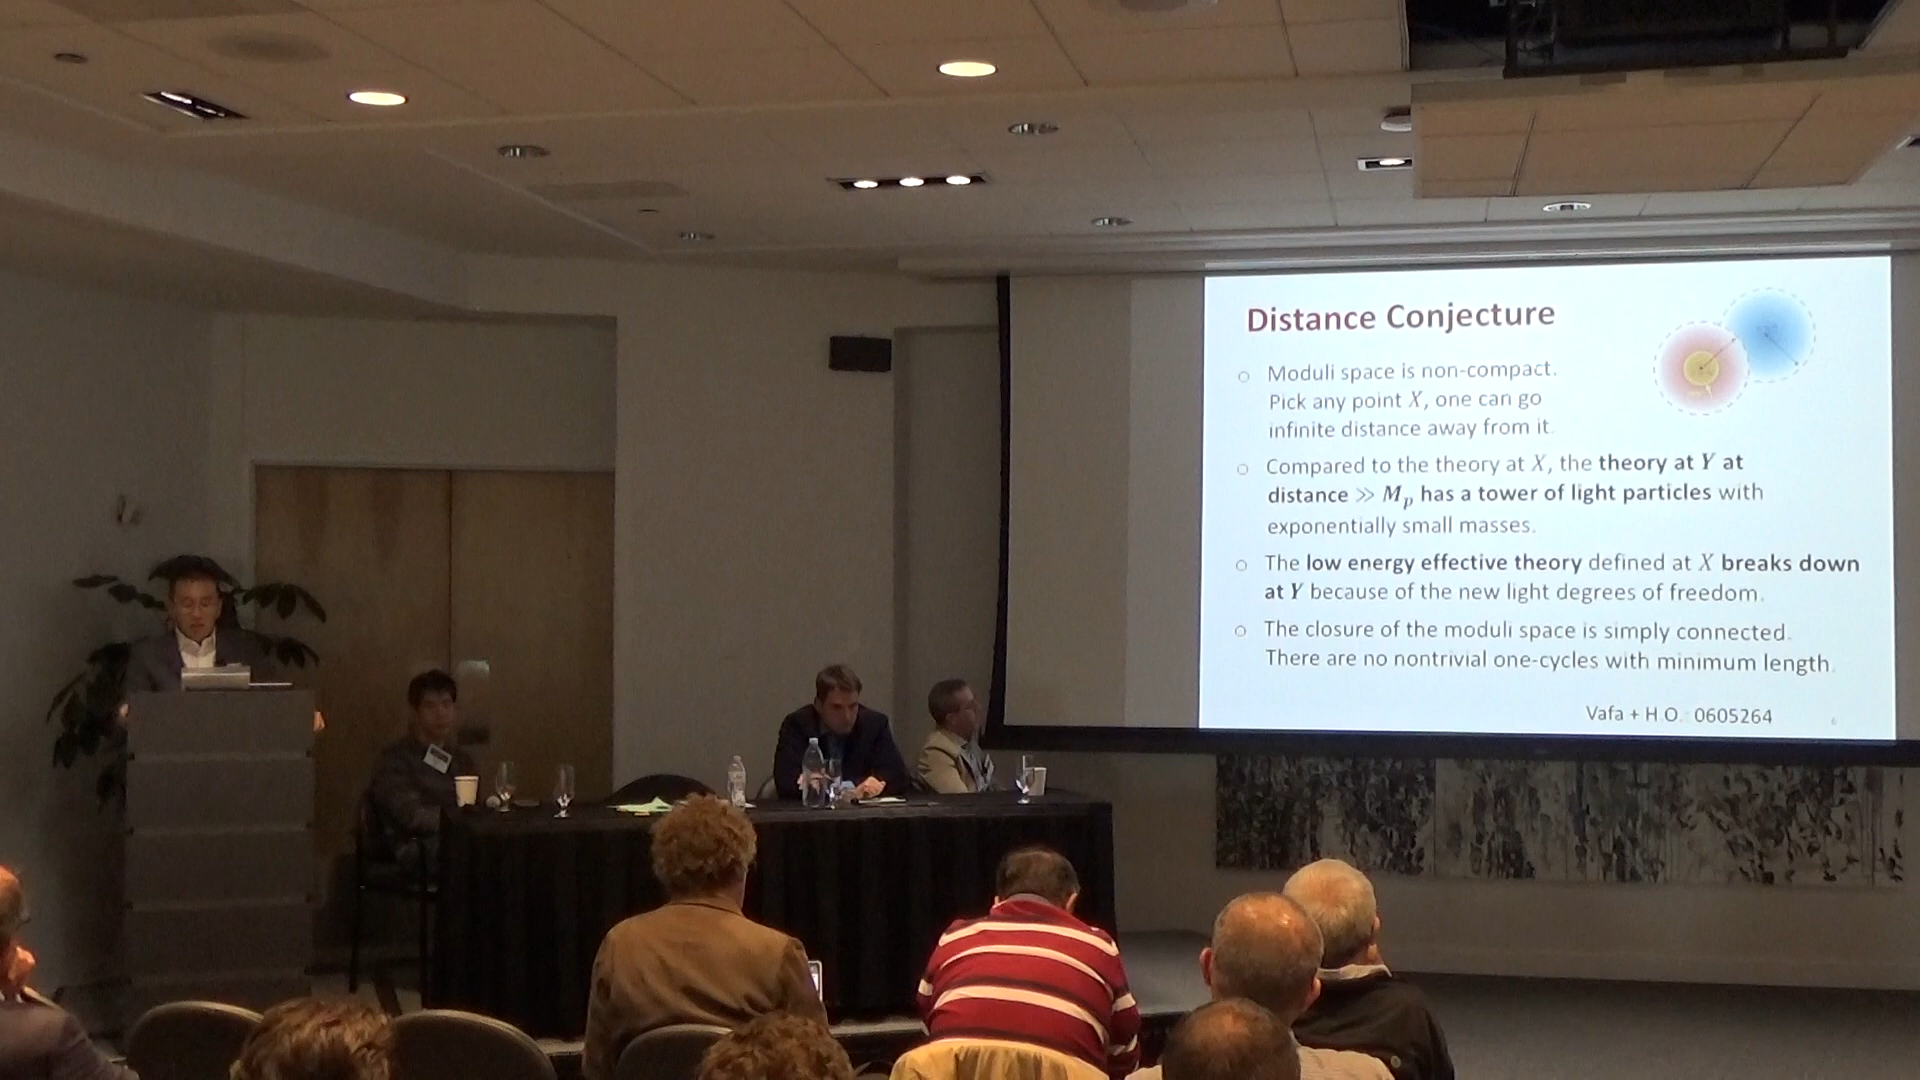 Distance Conjecture
○ Moduli space is non-compact.
Pick any point X, one can go
infinite distance away from it.
○ Compared to the theory at X, the theory at Y at
distance ≫ Mp has a tower of light particles with
exponentially small masses.
○ The low energy effective theory defined at X breaks down
at Y because of the new light degrees of freedom.
○ The closure of the moduli space is simply connected.
There are no nontrivial one-cycles with minimum length.
Vafa + H.O. 0605264
6